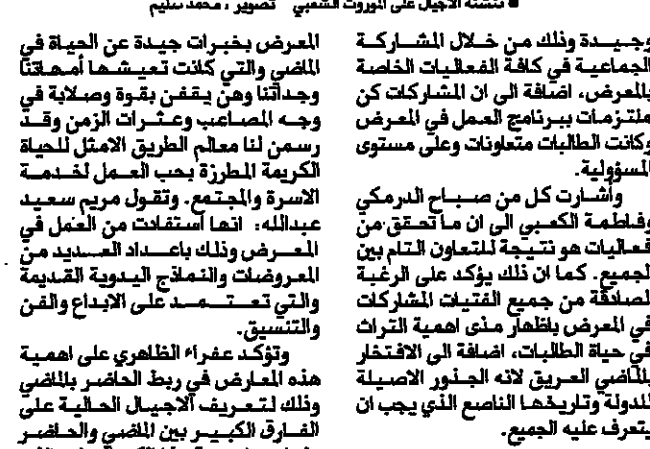 ■ تنشئة الاجيال على الموروث الشعبي تصوير : محمد سليم
وجيدة وذلك من خلال المشاركة
الجماعية في كافة الفعاليات الخاصة
بالمعرض، اضافة الى ان المشاركات كن
ملتزمات ببرنامج العمل في المعرض
وكانت الطالبات متعاونات وعلى مستوى
المسؤولية.
وأشارت كل من صباح الدرمكي
وفاطمة الكعبي الى ان ما تحقق من
فعاليات هو نتيجة للتعاون التام بين
الجميع. كما ان ذلك يؤكد على الرغبة
الصادقة من جميع الفتيات المشاركات
في المعرض باظهار مدى اهمية التراث
في حياة الطالبات، اضافة الى الافتخار
بالماضي العريق لانه الجذور الاصيلة
للدولة وتاريخها الناصع الذي يجب ان
يتعرف عليه الجميع.
المعرض بخبرات جيدة عن الحياة في
الماضي والتي كانت تعيشها أمهاتنا
وجداتنا وهن يقفن بقوة وصلابة في
وجه المصاعب وعثرات الزمن وقد
رسمن لنا معالم الطريق الامثل للحياة
الكريمة المطرزة بحب العمل لخدمة
الاسرة والمجتمع. وتقول مريم سعيد
عبدالله: انها استفادت من العمل في
المعرض وذلك باعداد العديد من
المعروضات والنماذج اليدوية القديمة
والتي تعتمد على الابداع والفن
والتنسيق.
وتؤكد عفراء الظاهري على اهمية
هذه المعارض في ربط الحاضر بالماضي
وذلك لتعريف الاجيال الحالية على
الفارق الكبير بين الماضي والحاضر